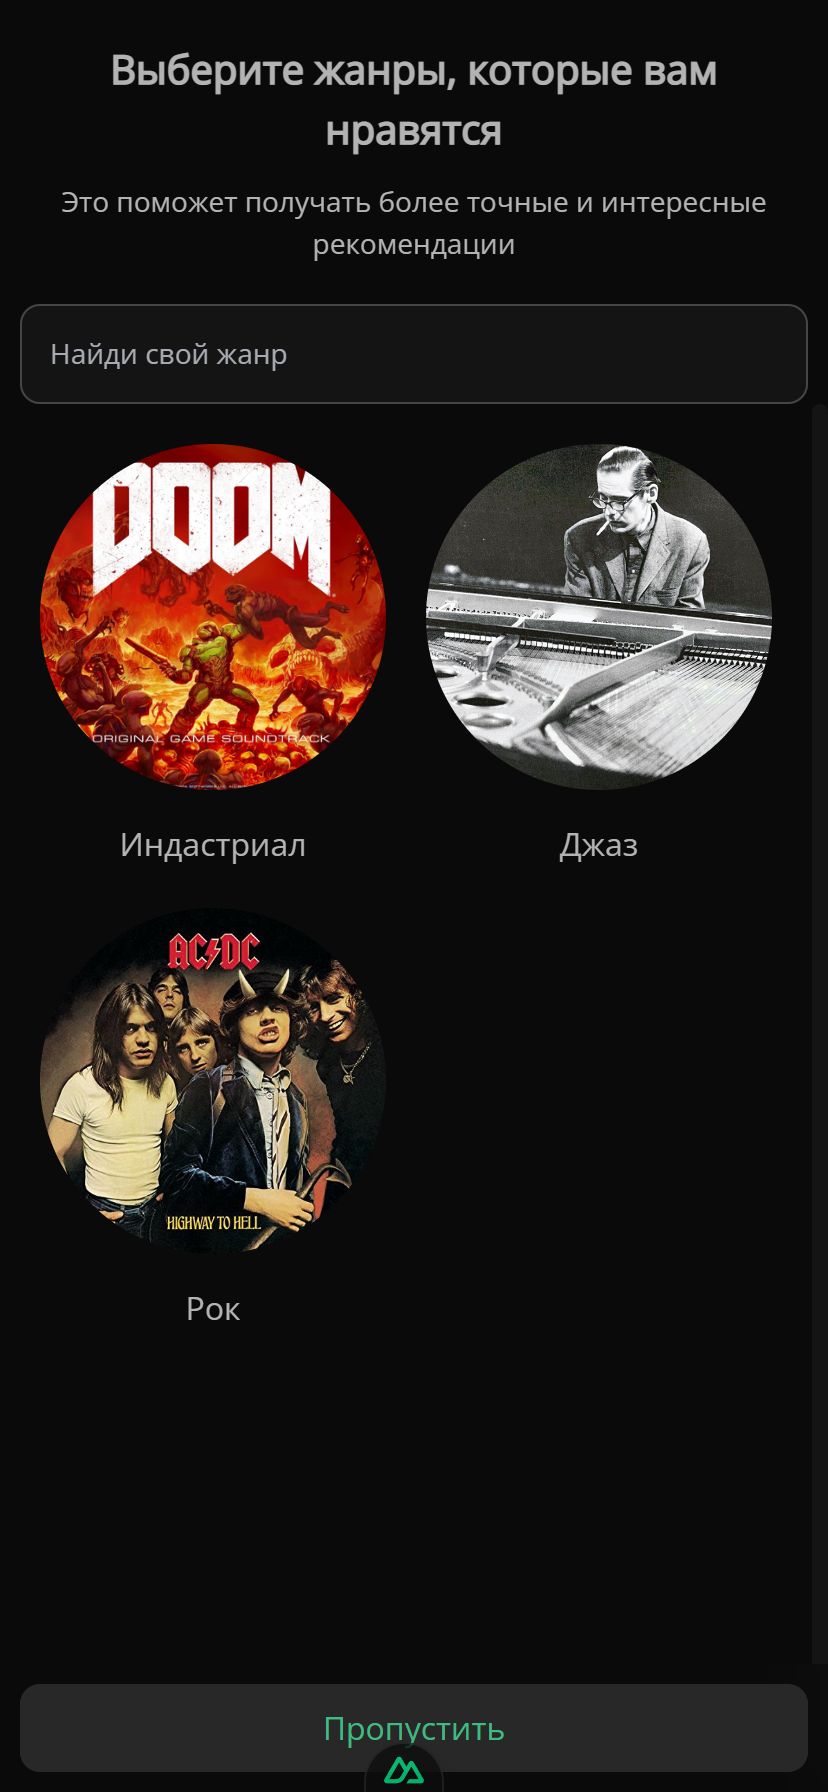 Выберите жанры, которые вам
нравятся
Это поможет получать более точные и интересные
рекомендации
Найди свой жанр
DOOM
ORIGINAL GAME SOUNDTRACK
Индастриал
Джаз
AC/DC
HIGHWAY TO HELL
Рок
Пропустить